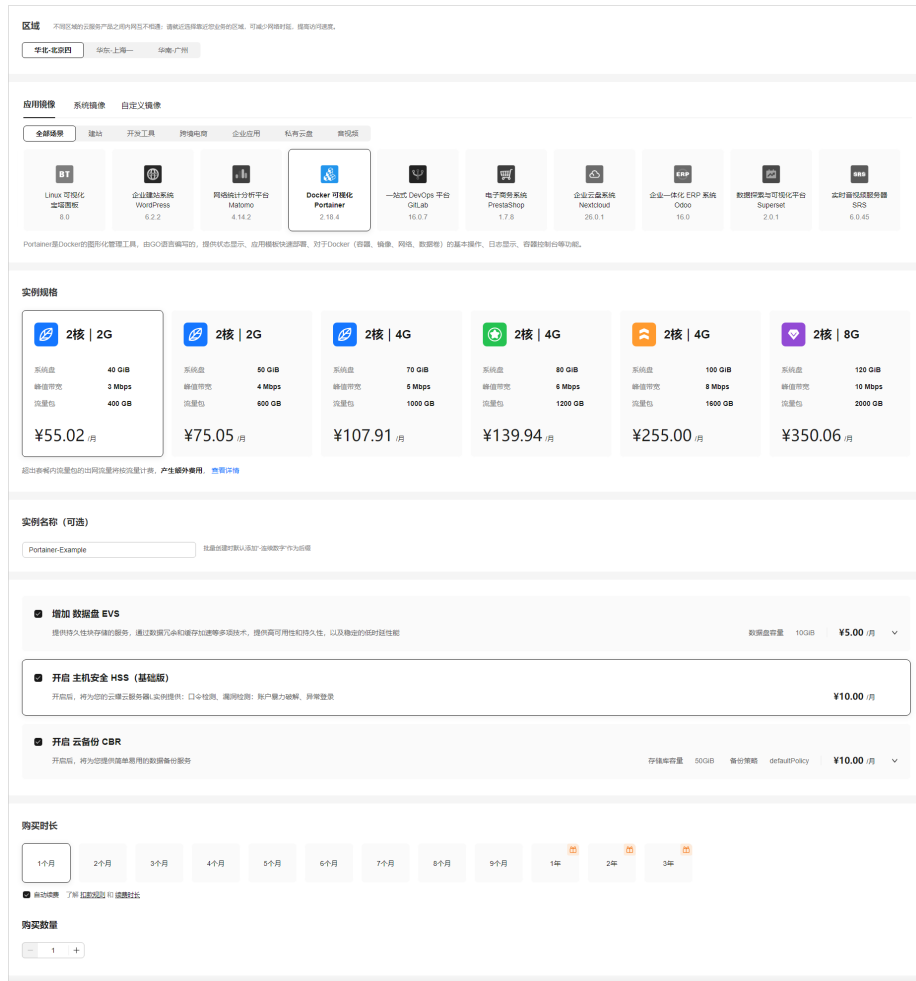 区域 不同区域的云服务产品之间内网互不相通；请就近选择靠近您业务的区域，可减少网络时延，提高访问速度。
华北-北京四 华东-上海一 华南-广州
应用镜像 系统镜像 自定义镜像
全部场景 建站 开发工具 跨境电商 企业应用 私有云盘 音视频
BT ERP SRS
Linux 可视化 企业建站系统 网络统计分析平台 Docker 可视化 一站式 DevOps 平台 电子商务系统 企业云盘系统 企业一体化 ERP 系统 数据探索与可视化平台 实时音视频服务器
宝塔面板 WordPress Matomo Portainer GitLab PrestaShop Nextcloud Odoo Superset SRS
8.0 6.2.2 4.14.2 2.18.4 16.0.7 1.7.8 26.0.1 16.0 2.0.1 6.0.45
Portainer是Docker的图形化管理工具，由GO语言编写的，提供状态显示、应用模板快速部署、对于Docker（容器、镜像、网络、数据卷）的基本操作、日志显示、容器控制台等功能。
实例规格
2核 | 2G 2核 | 2G 2核 | 4G 2核 | 4G 2核 | 4G 2核 | 8G
系统盘 40 GiB 系统盘 50 GiB 系统盘 70 GiB 系统盘 80 GiB 系统盘 100 GiB 系统盘 120 GiB
峰值带宽 3 Mbps 峰值带宽 4 Mbps 峰值带宽 5 Mbps 峰值带宽 6 Mbps 峰值带宽 8 Mbps 峰值带宽 10 Mbps
流量包 400 GB 流量包 600 GB 流量包 1000 GB 流量包 1200 GB 流量包 1600 GB 流量包 2000 GB
¥55.02 /月 ¥75.05 /月 ¥107.91 /月 ¥139.94 /月 ¥255.00 /月 ¥350.06 /月
超出套餐内流量包的出网流量将按流量计费，产生额外费用， 查看详情
实例名称（可选）
Portainer-Example 批量创建时默认添加“-连续数字”作为后缀
增加 数据盘 EVS
提供持久性块存储的服务，通过数据冗余和缓存加速等多项技术，提供高可用性和持久性，以及稳定的低时延性能 数据盘容量 10GiB ¥5.00 /月
开启 主机安全 HSS（基础版）
开启后，将为您的云耀云服务器L实例提供：口令检测、漏洞检测；账户暴力破解、异常登录 ¥10.00 /月
开启 云备份 CBR
开启后，将为您提供简单易用的数据备份服务 存储库容量 50GiB 备份策略 defaultPolicy ¥10.00 /月
购买时长
1个月 2个月 3个月 4个月 5个月 6个月 7个月 8个月 9个月 1年 2年 3年
自动续费 了解 扣款规则 和 续费时长
购买数量
1